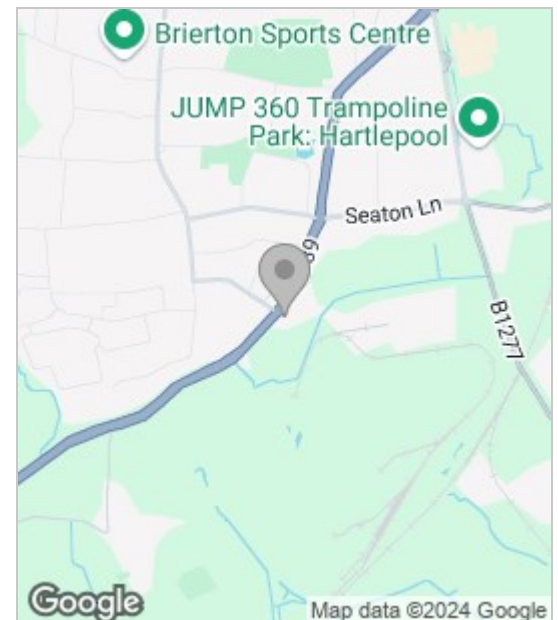 Brierton Sports Centre
JUMP 360 Trampoline
Park: Hartlepool
Seaton Ln
B1277
Google
Map data ©2024 Google